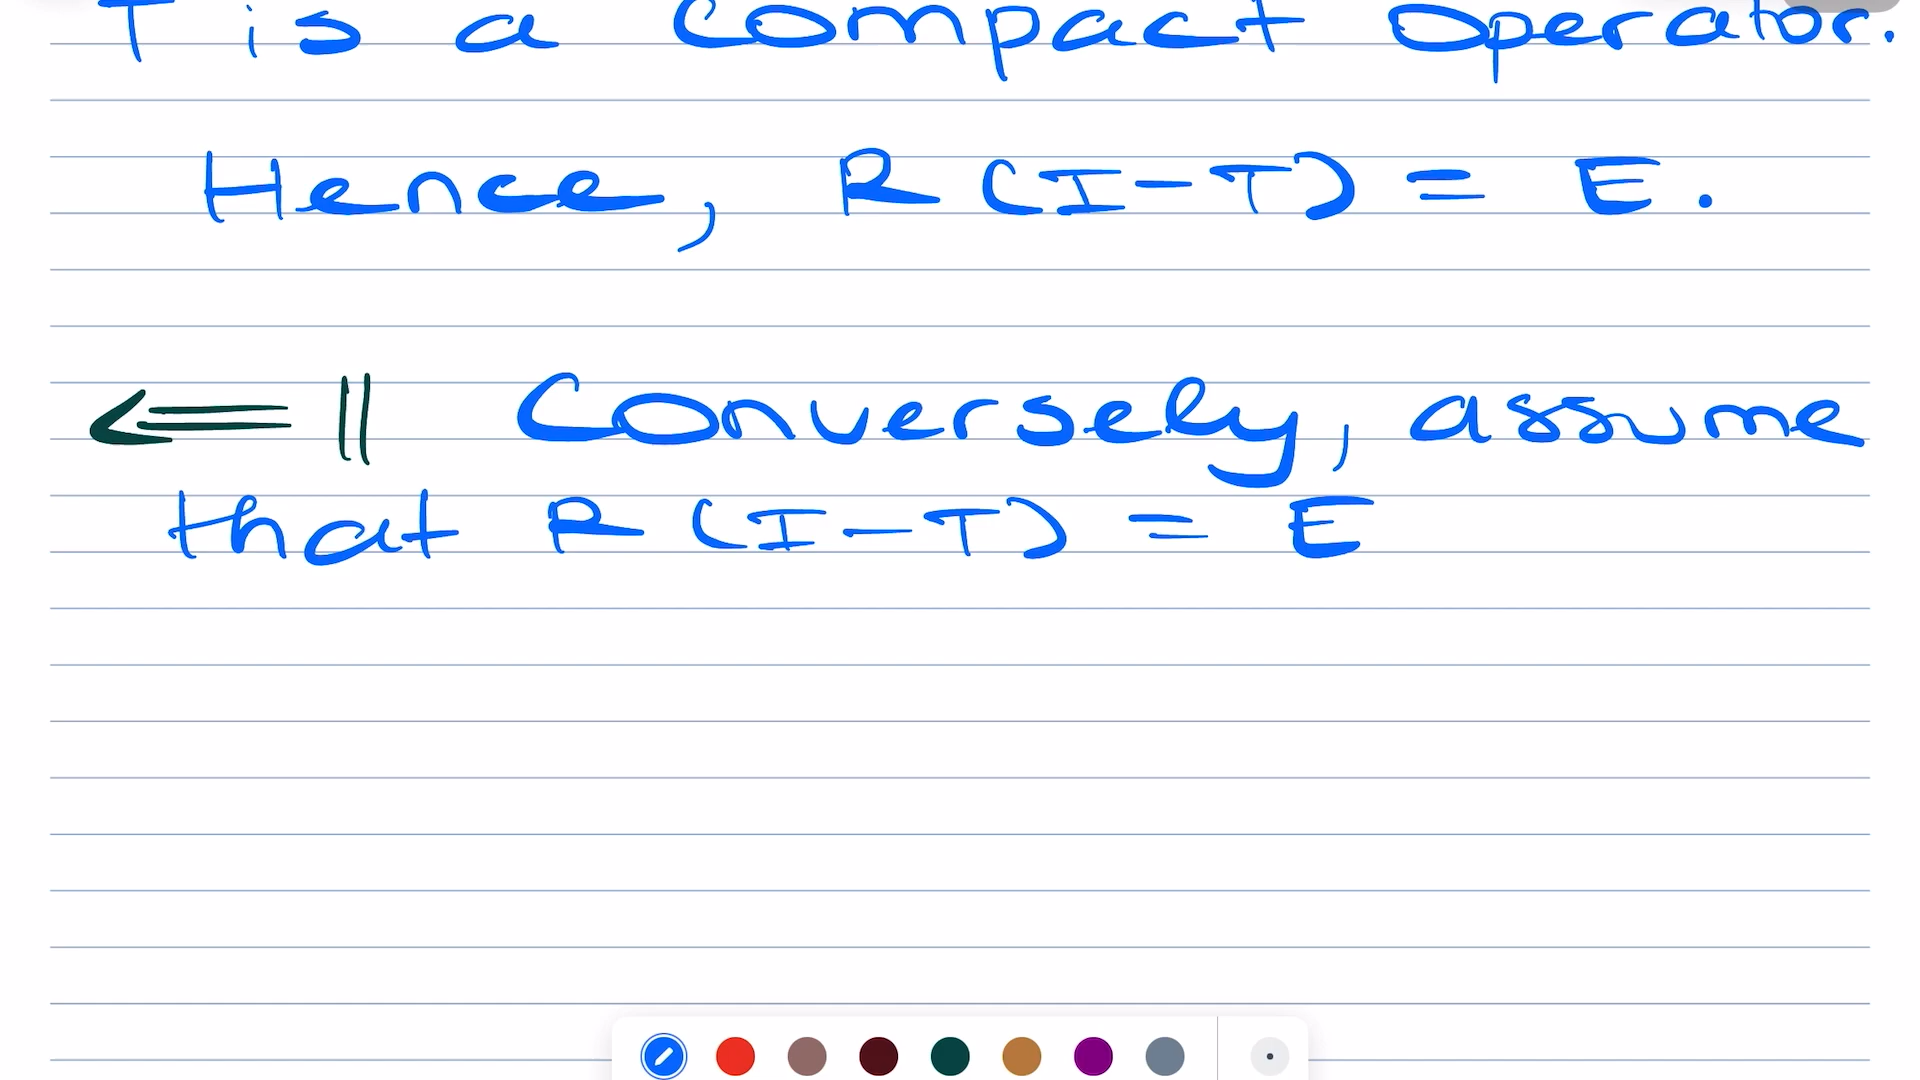 T is a compact operator.
Hence, R(I-T) = E.
<= || Conversely, assume
that R(I-T) = E